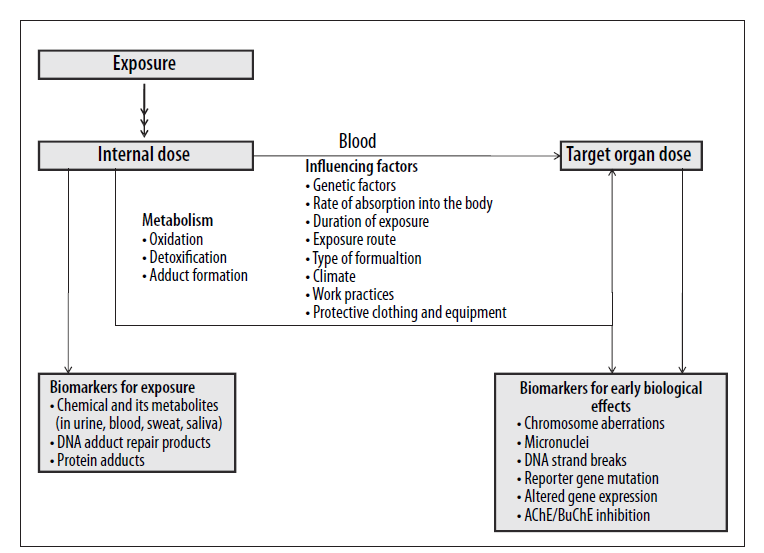 Exposure
Internal dose
Blood
Target organ dose
Influencing factors
• Genetic factors
• Rate of absorption into the body
• Duration of exposure
• Exposure route
• Type of formualtion
• Climate
• Work practices
• Protective clothing and equipment
Metabolism
• Oxidation
• Detoxification
• Adduct formation
Biomarkers for exposure
• Chemical and its metabolites
(in urine, blood, sweat, saliva)
• DNA adduct repair products
• Protein adducts
Biomarkers for early biological
effects
• Chromosome aberrations
• Micronuclei
• DNA strand breaks
• Reporter gene mutation
• Altered gene expression
• AChE/BuChE inhibition